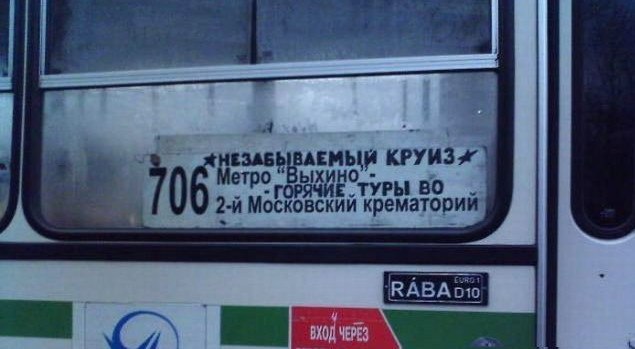 ★НЕЗАБЫВАЕМЫЙ КРУИЗ★
706
Метро "Выхино"-
-ГОРЯЧИЕ ТУРЫ ВО
2-й Московский крематорий
RÁBA EURO 1 D10
ВХОД ЧЕРЕЗ